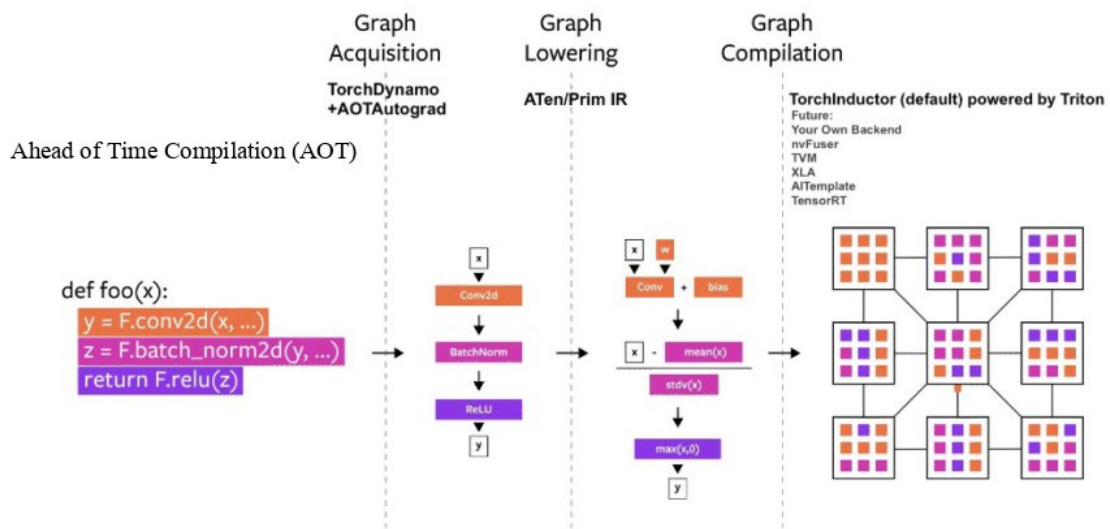 Graph
Acquisition
Graph
Lowering
Graph
Compilation
TorchDynamo
+AOTAutograd
ATen/Prim IR
TorchInductor (default) powered by Triton
Future:
Your Own Backend
nvFuser
TVM
XLA
AITemplate
TensorRT
Ahead of Time Compilation (AOT)
def foo(x):
y = F.conv2d(x, ...)
z = F.batch_norm2d(y, ...)
return F.relu(z)
x
Conv2d
BatchNorm
ReLU
y
x w
Conv + bias
x - mean(x)
stdv(x)
max(x,0)
y